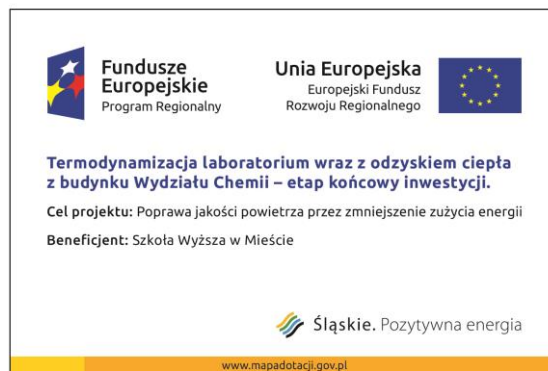 Fundusze
Europejskie
Program Regionalny
Unia Europejska
Europejski Fundusz
Rozwoju Regionalnego
Termodynamizacja laboratorium wraz z odzyskiem ciepła
z budynku Wydziału Chemii – etap końcowy inwestycji.
Cel projektu: Poprawa jakości powietrza przez zmniejszenie zużycia energii
Beneficjent: Szkoła Wyższa w Mieście
Śląskie. Pozytywna energia
www.mapadotacji.gov.pl